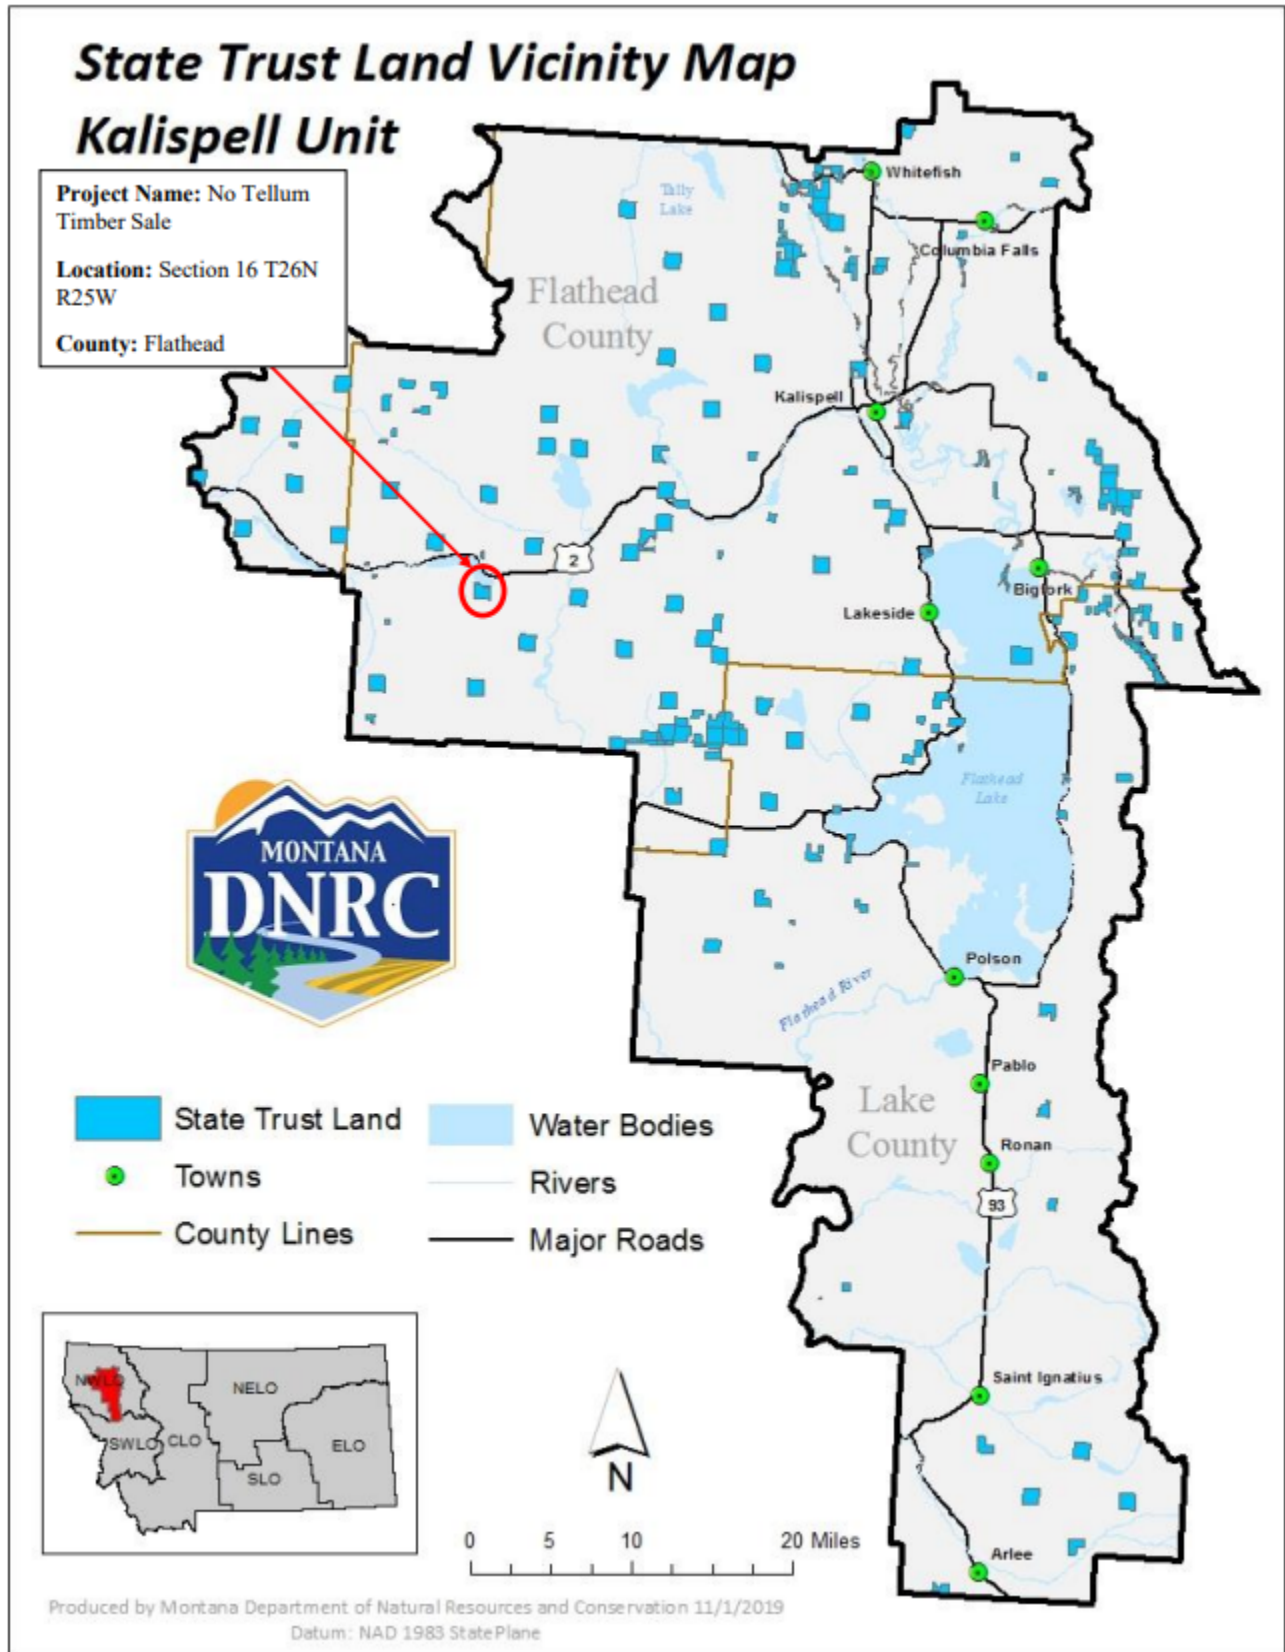 State Trust Land Vicinity Map
Kalispell Unit
Project Name: No Tellum
Timber Sale
Location: Section 16 T26N
R25W
County: Flathead
Whitefish
Tally
Lake
Columbia Falls
Flathead
County
Kalispell
2
Bigfork
Lakeside
Flathead
Lake
MONTANA
DNRC
Polson
Flathead River
Pablo
Lake
County
Ronan
93
State Trust Land
Water Bodies
Towns
Rivers
County Lines
Major Roads
Saint Ignatius
NWLO
NELO
SWLO
CLO
ELO
SLO
N
0 5 10 20 Miles
Arlee
Produced by Montana Department of Natural Resources and Conservation 11/1/2019
Datum: NAD 1983 StatePlane